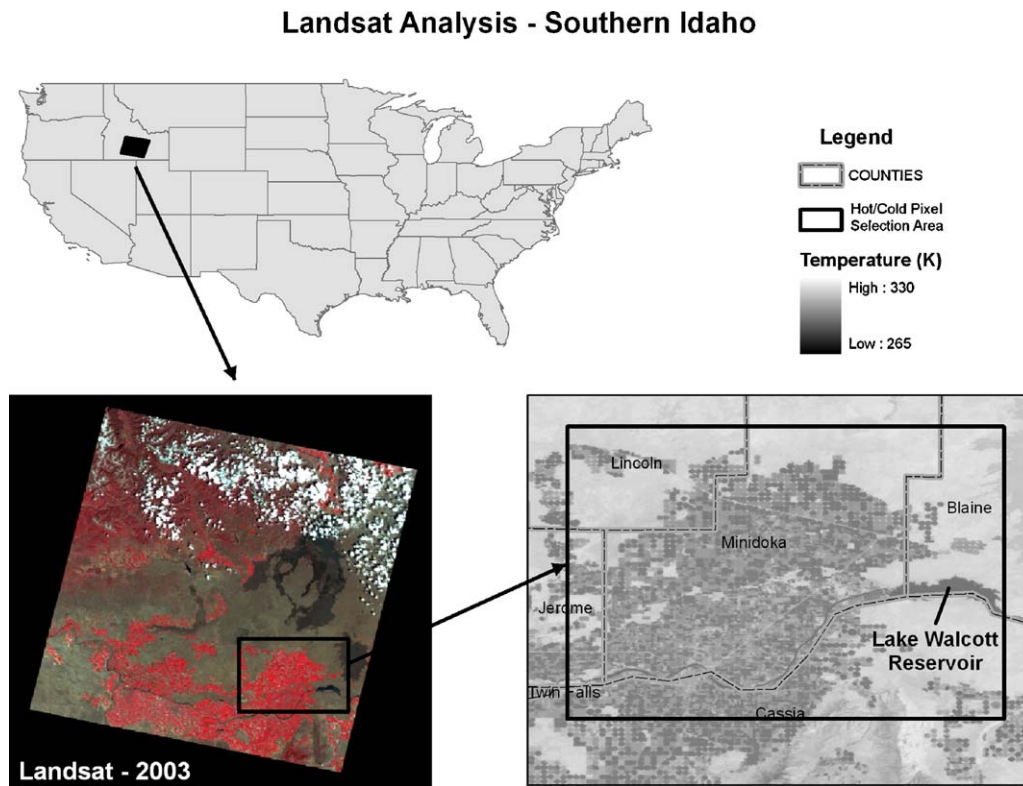 Landsat Analysis - Southern Idaho
Legend
COUNTIES
Hot/Cold Pixel
Selection Area
Temperature (K)
High : 330
Low : 265
Landsat - 2003
Lincoln
Blaine
Minidoka
Jerome
Lake Walcott
Reservoir
Twin Falls
Cassia